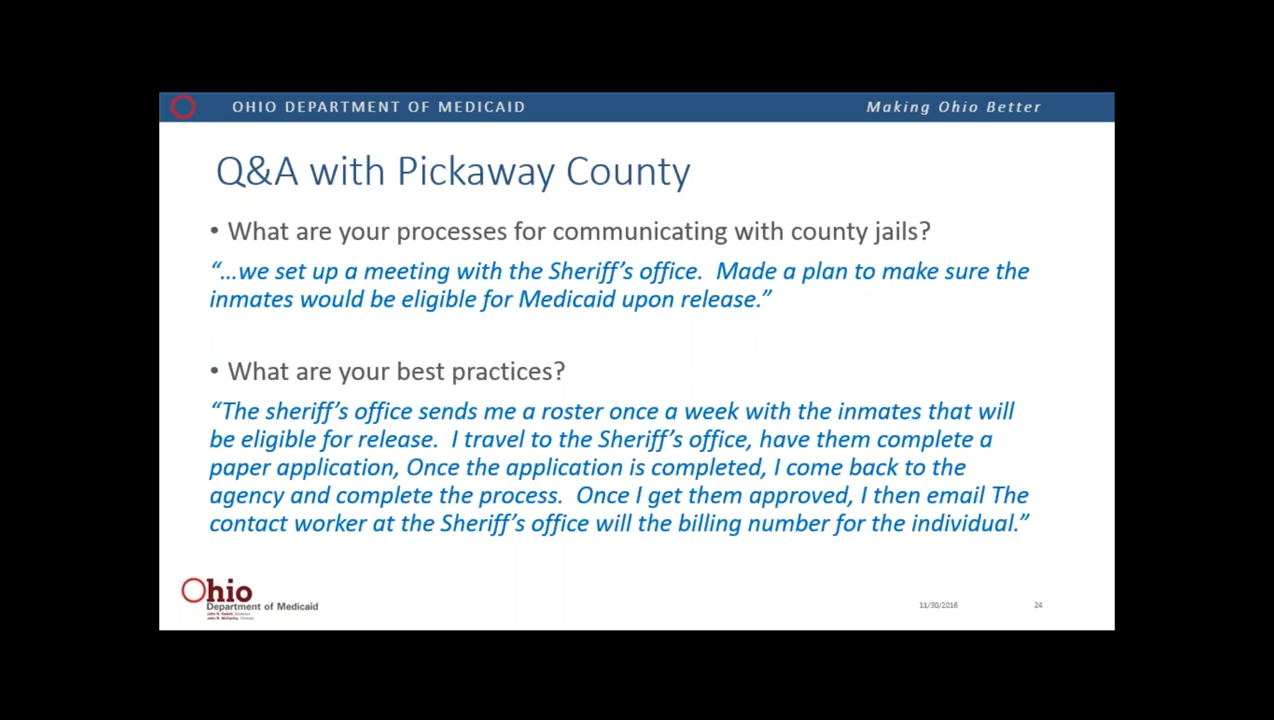 OHIO DEPARTMENT OF MEDICAID
Making Ohio Better
Q&A with Pickaway County
• What are your processes for communicating with county jails?
“…we set up a meeting with the Sheriff’s office. Made a plan to make sure the
inmates would be eligible for Medicaid upon release.”
• What are your best practices?
“The sheriff’s office sends me a roster once a week with the inmates that will
be eligible for release. I travel to the Sheriff’s office, have them complete a
paper application, Once the application is completed, I come back to the
agency and complete the process. Once I get them approved, I then email The
contact worker at the Sheriff’s office will the billing number for the individual.”
Ohio
Department of Medicaid
11/30/2016
24